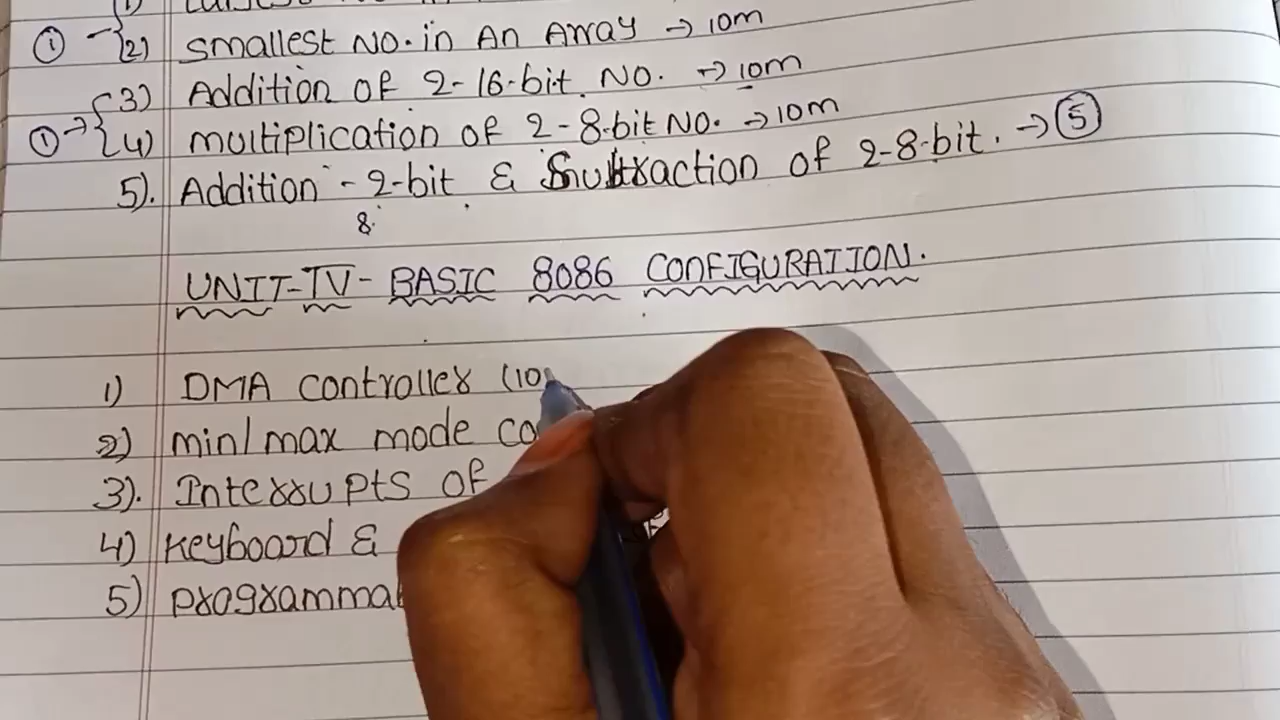 ① 2) Smallest NO. in An Array → 10m
3) Addition OF 2-16-bit NO. → 10m
① → 4) multiplication of 2-8-bit NO. → 10m
5). Addition - 2-bit & Subtraction of 2-8-bit. → ⑤
8.
UNIT-IV- BASIC 8086 CONFIGURATION.
1) DMA controller (10
2) min/max mode co
3). Interrupts OF
4) Keyboard &
5) programmab